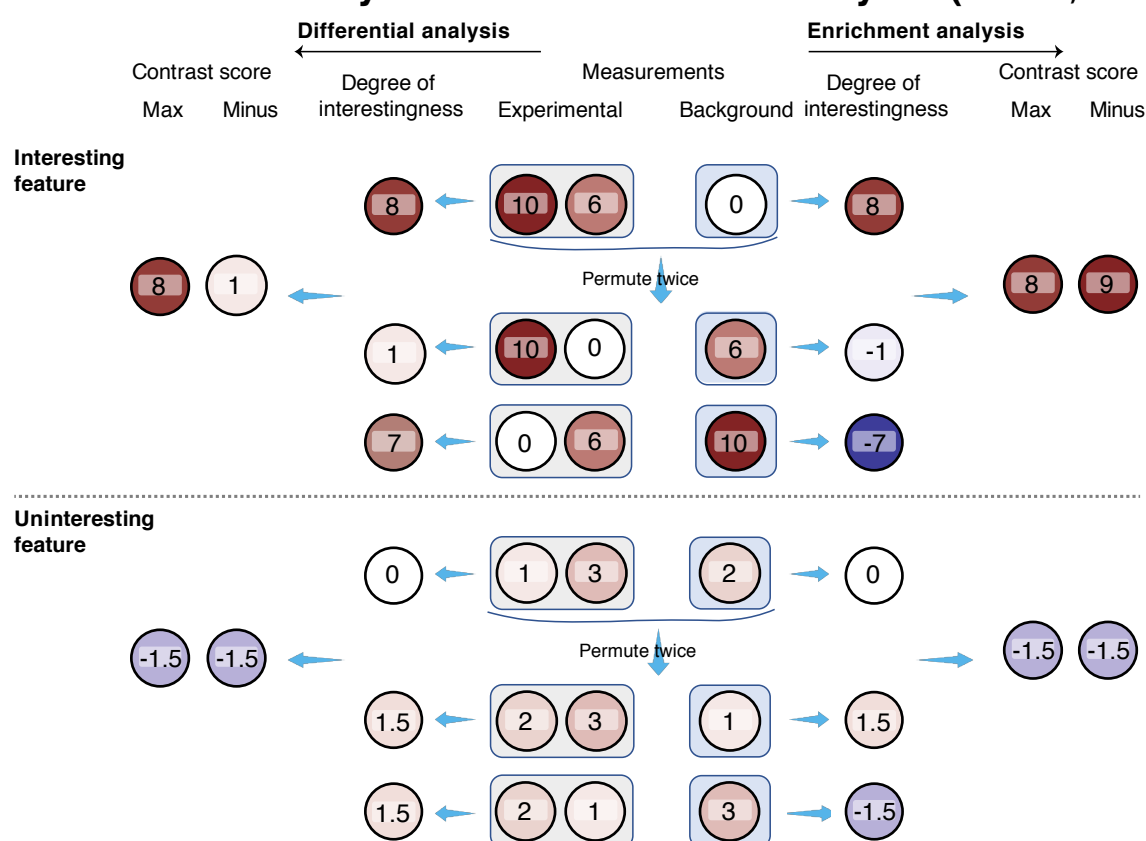 Differential analysis
Enrichment analysis
Contrast score
Degree of
interestingness
Measurements
Degree of
interestingness
Contrast score
Max
Minus
Experimental
Background
Max
Minus
Interesting
feature
8
10
6
0
8
Permute twice
8
1
8
9
1
10
0
6
-1
7
0
6
10
-7
Uninteresting
feature
0
1
3
2
0
Permute twice
-1.5
-1.5
-1.5
-1.5
1.5
2
3
1
1.5
1.5
2
1
3
-1.5